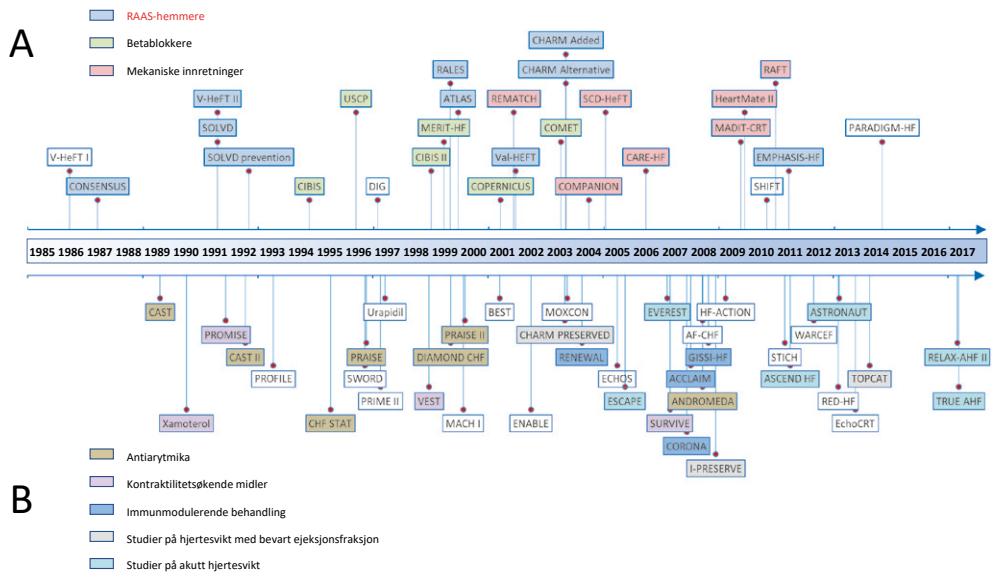 A
RAAS-hemmere
Betablokkere
Mekaniske innretninger
CHARM Added
RALES
CHARM Alternative
RAFT
V-HeFT II
USCP
ATLAS
REMATCH
SCD-HeFT
HeartMate II
SOLVD
MERIT-HF
COMET
MADIT-CRT
PARADIGM-HF
V-HeFT I
SOLVD prevention
CIBIS II
Val-HEFT
CARE-HF
EMPHASIS-HF
CONSENSUS
CIBIS
DIG
COPERNICUS
COMPANION
SHIFT
1985 1986 1987 1988 1989 1990 1991 1992 1993 1994 1995 1996 1997 1998 1999 2000 2001 2002 2003 2004 2005 2006 2007 2008 2009 2010 2011 2012 2013 2014 2015 2016 2017
CAST
Urapidil
BEST
MOXCON
EVEREST
HF-ACTION
ASTRONAUT
PROMISE
PRAISE II
CHARM PRESERVED
AF-CHF
WARCEF
CAST II
PRAISE
DIAMOND CHF
RENEWAL
GISSI-HF
STICH
RELAX-AHF II
PROFILE
SWORD
ECHOS
ACCLAIM
ASCEND HF
TOPCAT
PRIME II
VEST
ESCAPE
ANDROMEDA
RED-HF
TRUE AHF
Xamoterol
CHF STAT
MACH I
ENABLE
SURVIVE
EchoCRT
CORONA
I-PRESERVE
B
Antiarytmika
Kontraktilitetsøkende midler
Immunmodulerende behandling
Studier på hjertesvikt med bevart ejeksjonsfraksjon
Studier på akutt hjertesvikt